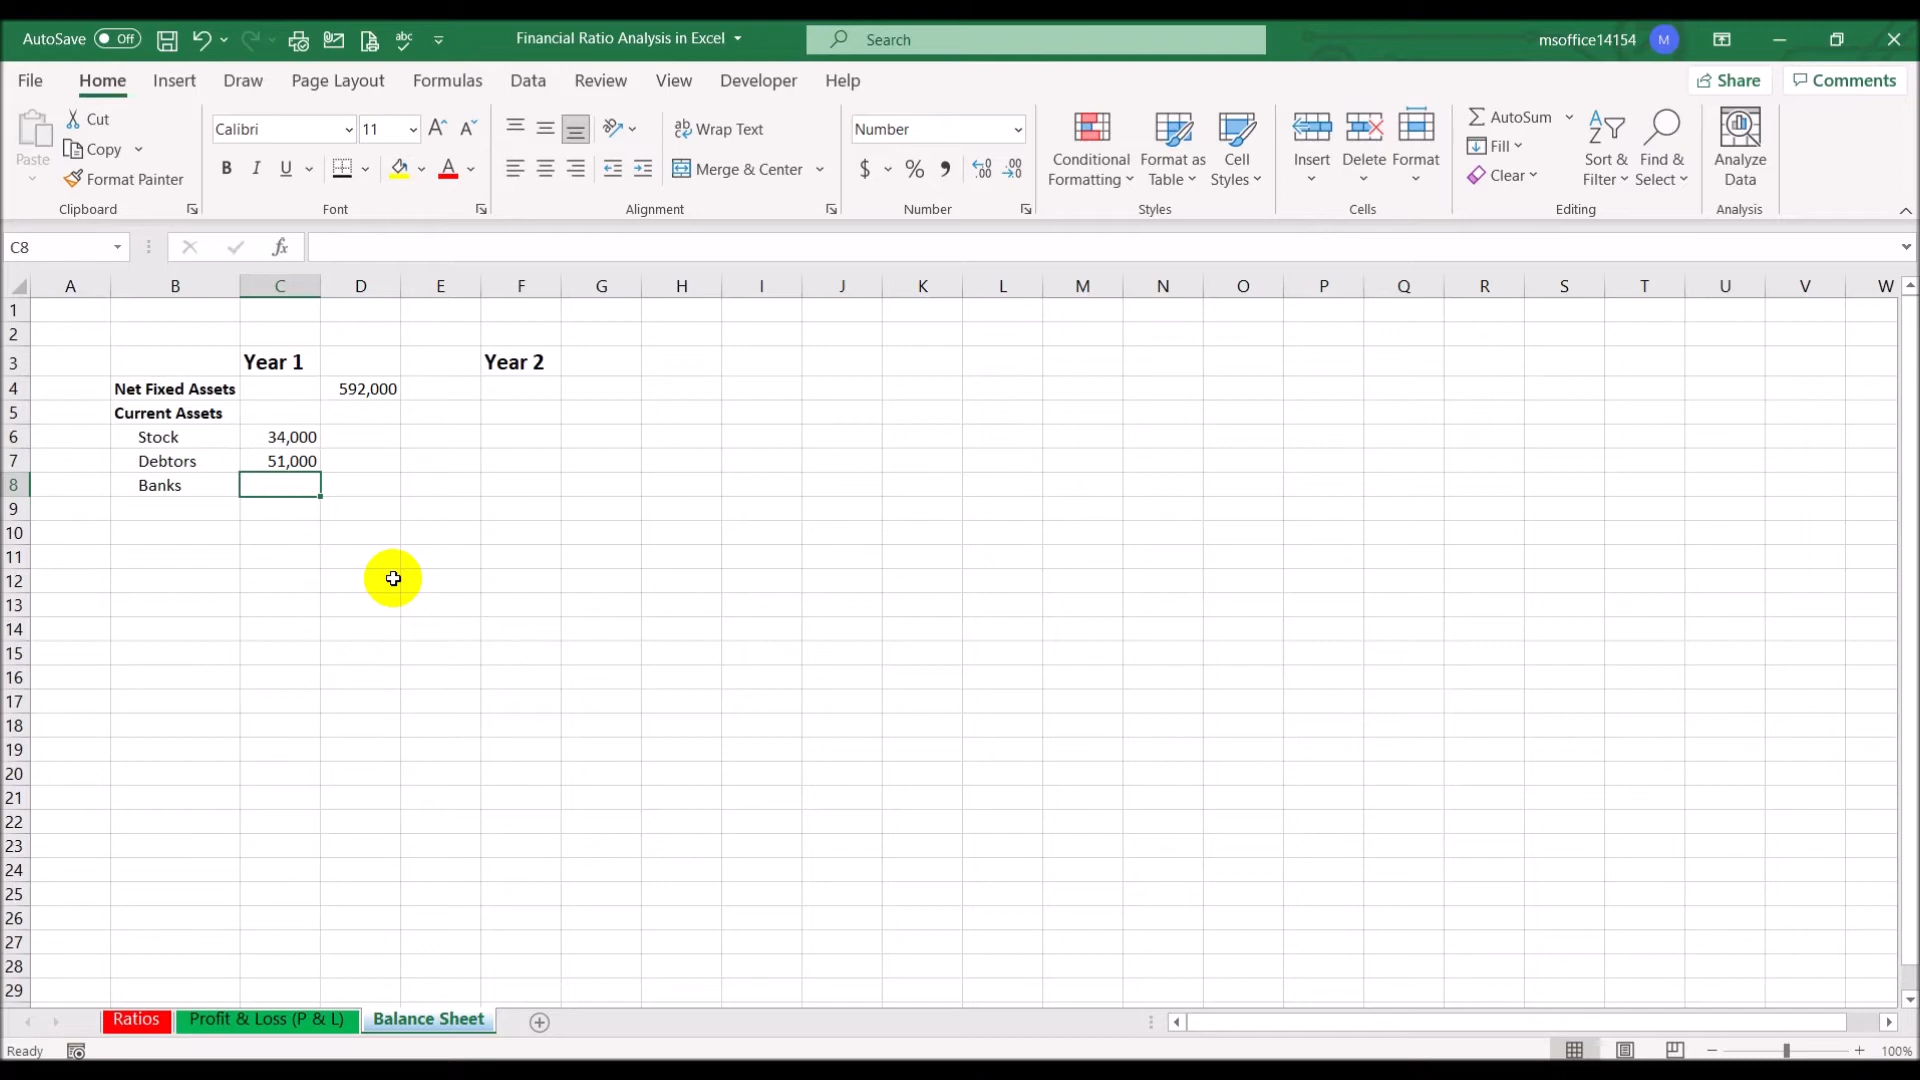 AutoSave Off
abc
Financial Ratio Analysis in Excel
Search
msoffice14154 M
File Home Insert Draw Page Layout Formulas Data Review View Developer Help
Share Comments
Paste
Cut
Copy
Format Painter
Clipboard
Calibri 11 A A
B I U A
Font
ab Wrap Text
Merge & Center
Alignment
Number
$ % , .00 .00
Number
Conditional Formatting
Format as Table
Cell Styles
Styles
Insert Delete Format
Cells
AutoSum
Fill
Clear
Sort & Filter
Find & Select
Editing
Analyze Data
Analysis
C8 fx
A B C D E F G H I J K L M N O P Q R S T U V W
1
2
3 Year 1 Year 2
4 Net Fixed Assets 592,000
5 Current Assets
6 Stock 34,000
7 Debtors 51,000
8 Banks
9
10
11
12
13
14
15
16
17
18
19
20
21
22
23
24
25
26
27
28
29
Ratios Profit & Loss (P & L) Balance Sheet
Ready 100%